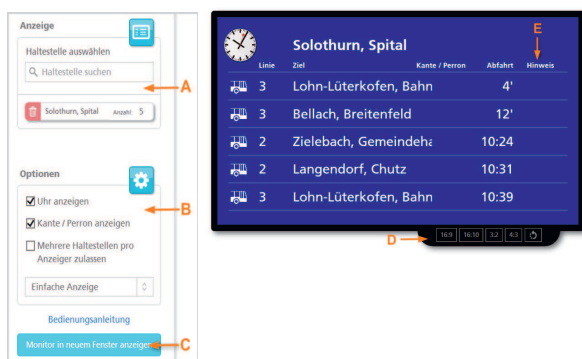 Anzeige
Haltestelle auswählen
Haltestelle suchen
A
Solothurn, Spital Anzahl: 5
Optionen
Uhr anzeigen
B
Kante / Perron anzeigen
Mehrere Haltestellen pro
Anzeiger zulassen
Einfache Anzeige
Bedienungsanleitung
Monitor in neuem Fenster anzeigen
C
E
Solothurn, Spital
Linie Ziel Kante / Perron Abfahrt Hinweis
3 Lohn-Lüterkofen, Bahn 4'
3 Bellach, Breitenfeld 12'
2 Zielebach, Gemeindeha 10:24
2 Langendorf, Chutz 10:31
3 Lohn-Lüterkofen, Bahn 10:39
D
16:9 16:10 3:2 4:3